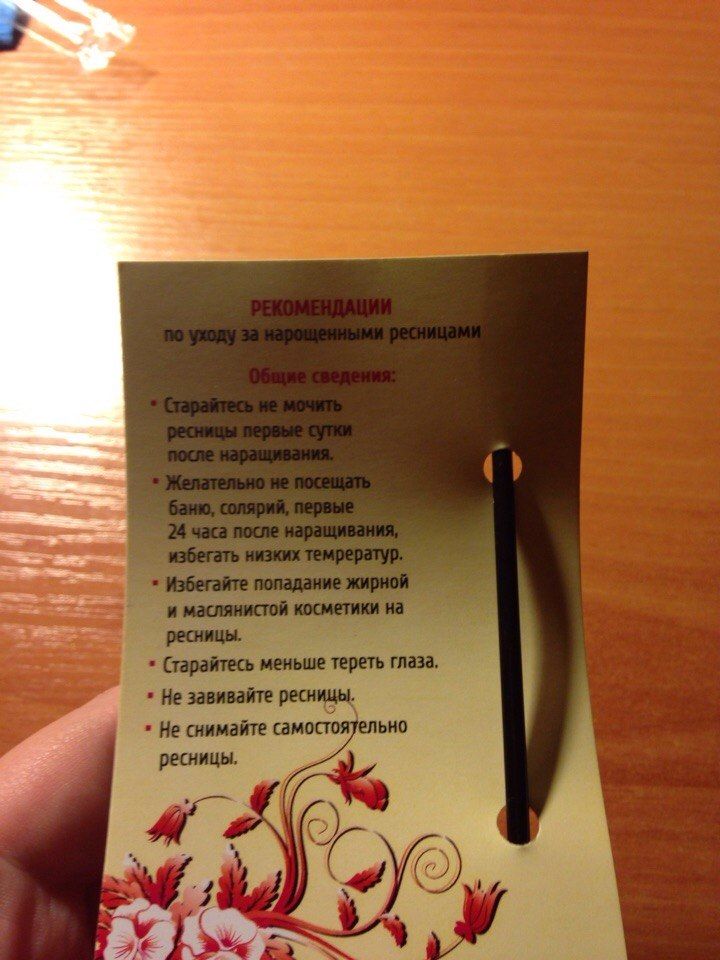 РЕКОМЕНДАЦИИ
по уходу за нарощенными ресницами
Общие сведения:
▪ Старайтесь не мочить
ресницы первые сутки
после наращивания.
▪ Желательно не посещать
баню, солярий, первые
24 часа после наращивания,
избегать низких темрератур.
▪ Избегайте попадание жирной
и маслянистой косметики на
ресницы.
▪ Старайтесь меньше тереть глаза.
▪ Не завивайте ресницы.
▪ Не снимайте самостоятельно
ресницы.